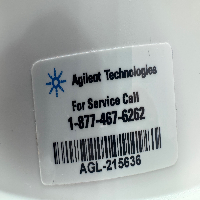 Agilent Technologies
For Service Call
1-877-467-6262
AGL-215636